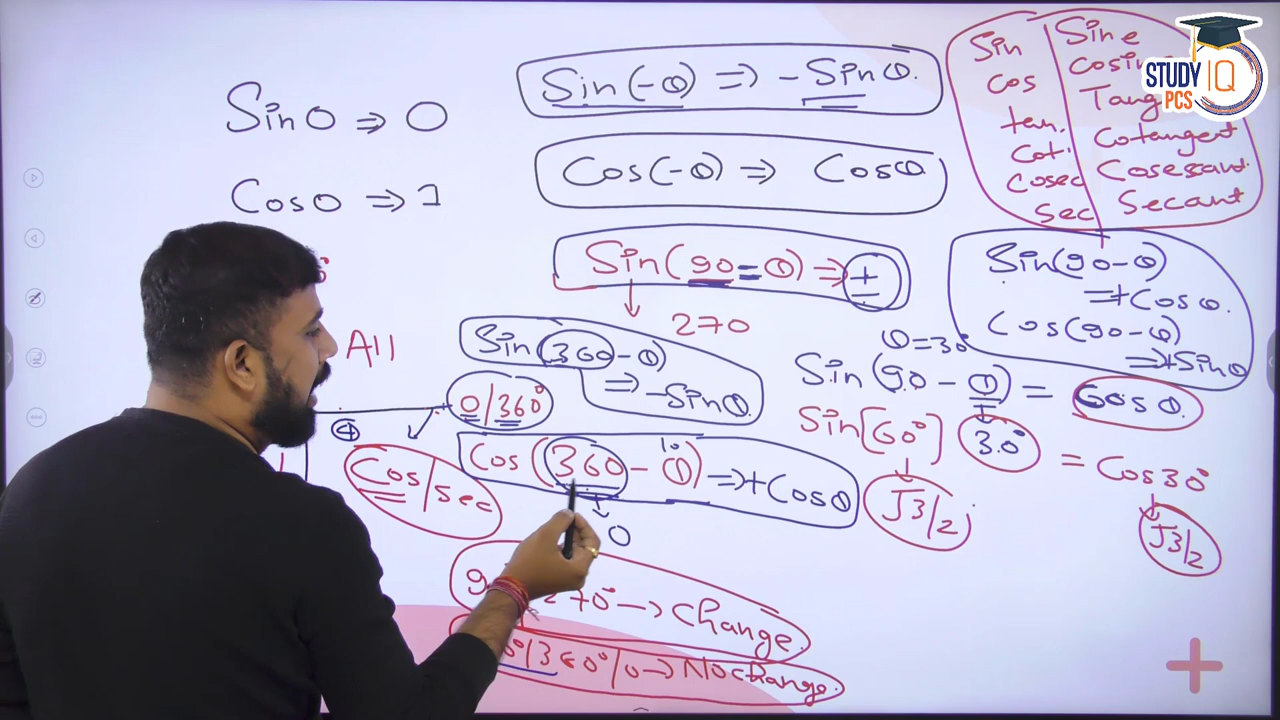 Sin0 ⇒ 0
Cos0 ⇒ 1
Sin(-θ) ⇒ -Sinθ.
Cos(-θ) ⇒ Cosθ
Sin(90-θ) ⇒ +
270
Sin(360-θ)
⇒ -Sinθ
All
0/360°
⊕
Cos/sec
Cos(360-θ) ⇒ +Cosθ
10
0
270° → Change.
360°/0 → No change.
Sin Sine
Cos
tan.
Cot. Cotangent
Cosec Cosessant
Sec Secant
Sin(90-θ)
⇒ +Cosθ.
Cos(90-θ)
⇒ +Sinθ
θ=30°
Sin(90-θ) = Cosθ.
Sin[60°] 30° = Cos30°
√3/2 √3/2
STUDY IQ
PCS